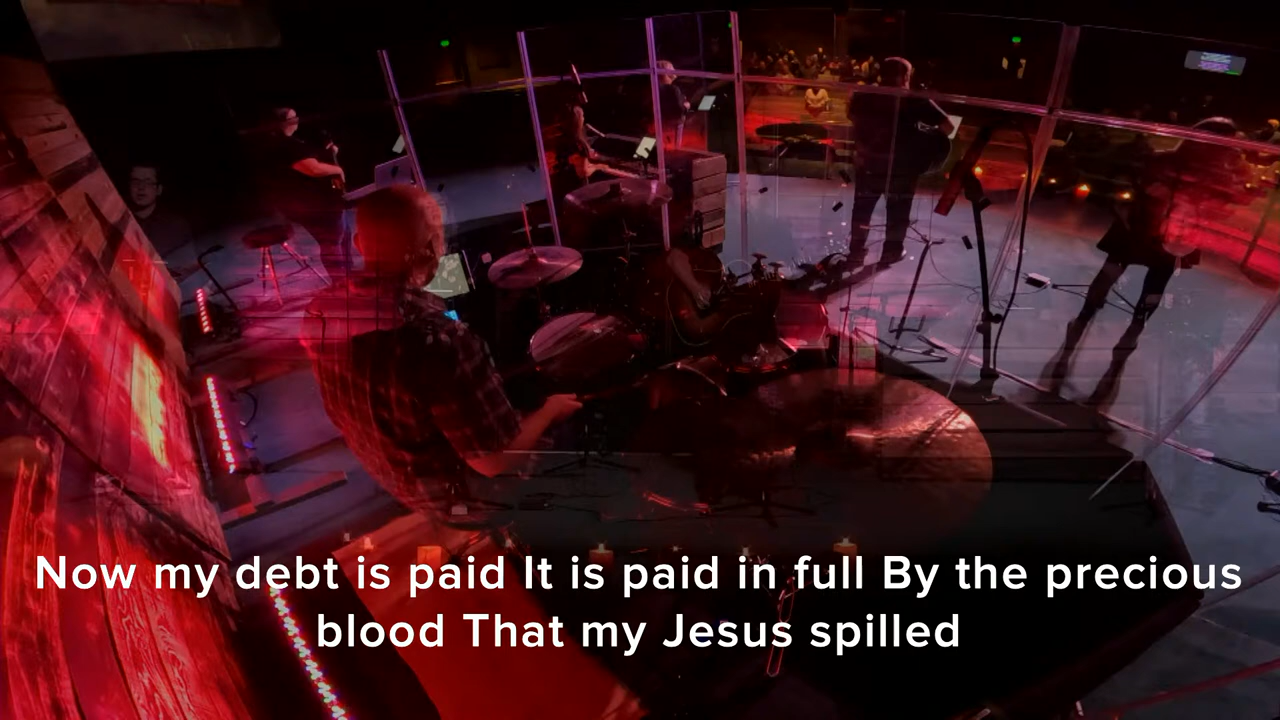 Now my debt is paid It is paid in full By the precious
blood That my Jesus spilled